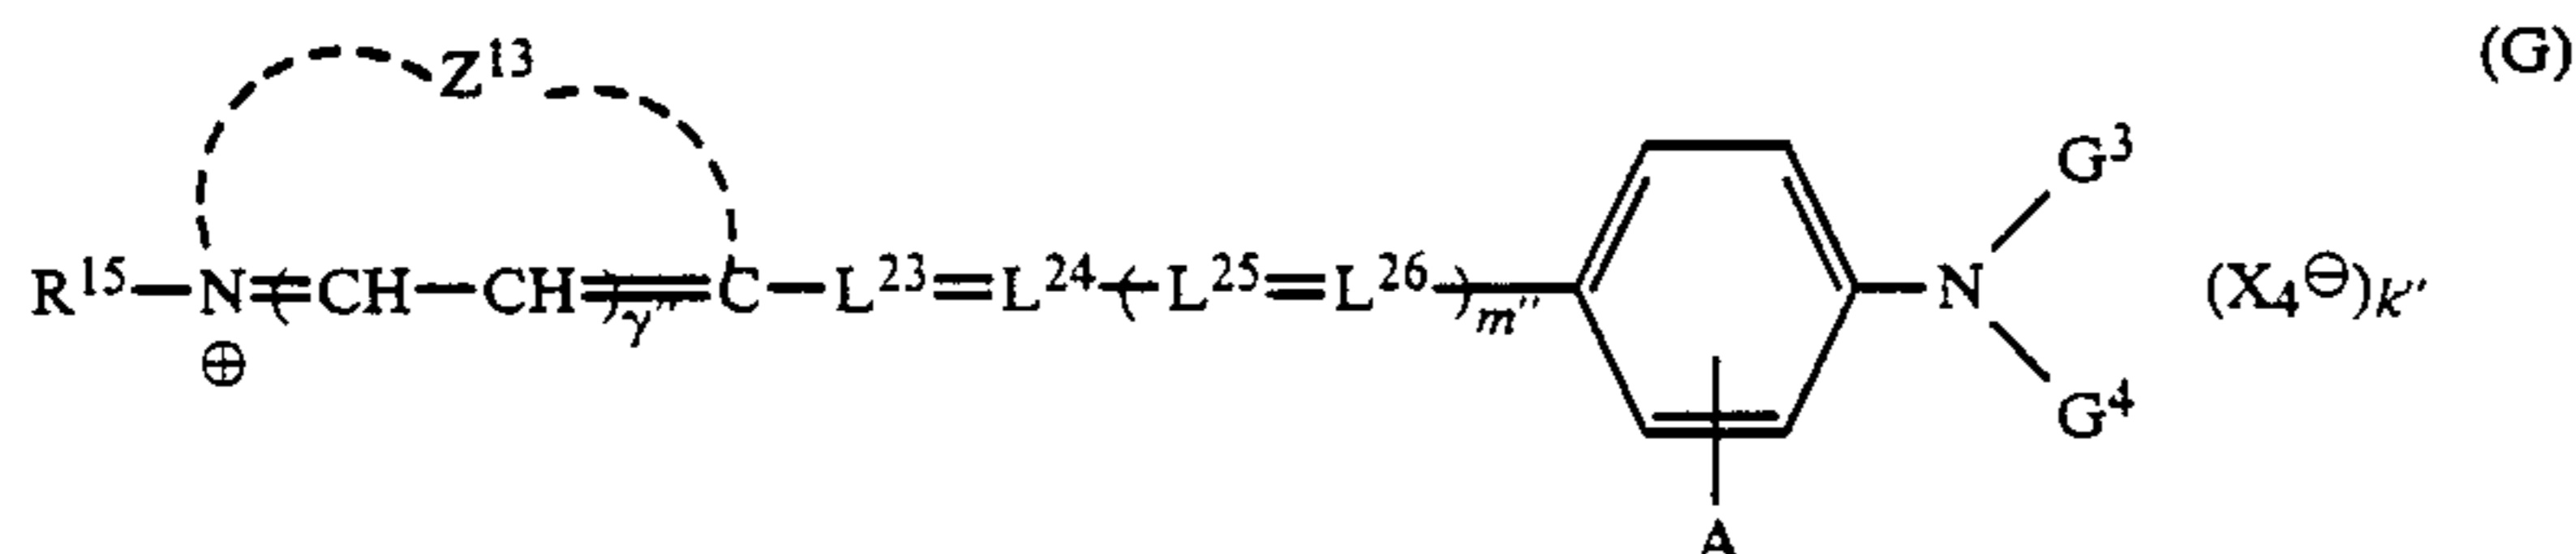 (G)
Z¹³
G³
R¹⁵—N=(CH—CH)=γ″C—L²³=L²⁴—(L²⁵=L²⁶)m″ N (X₄⊖)k″
⊕
G⁴
A